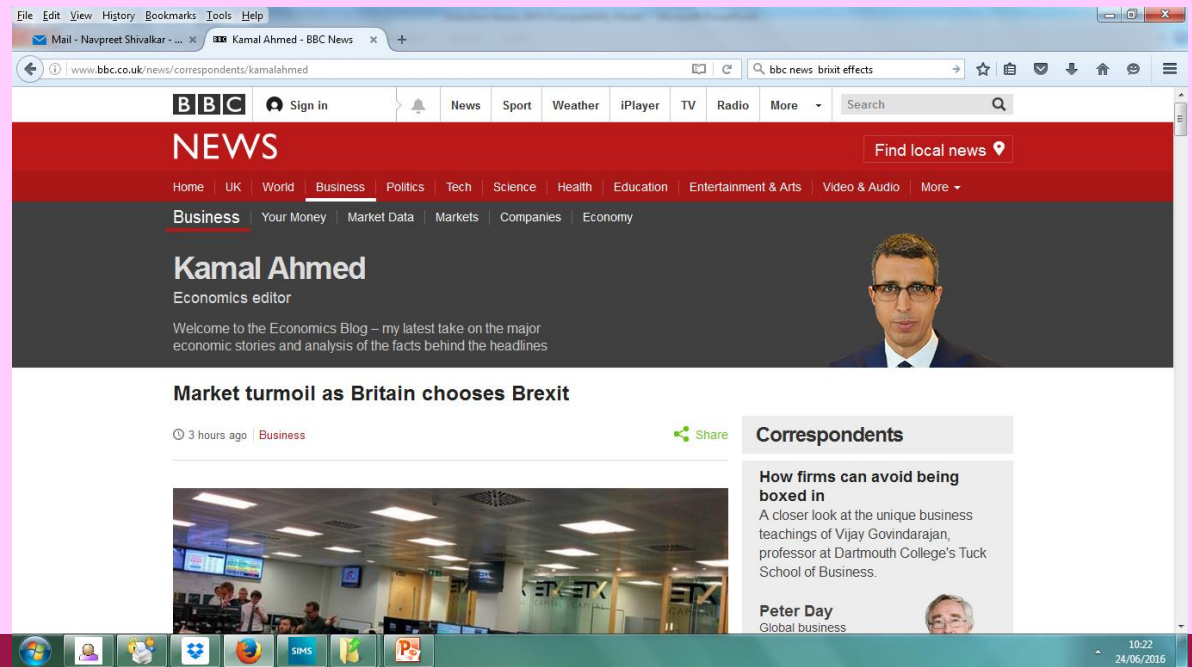 File Edit View History Bookmarks Tools Help
Mail - Navpreet Shivalkar - ... × BBC Kamal Ahmed - BBC News × +
www.bbc.co.uk/news/correspondents/kamalahmed
bbc news brixit effects
BBC Sign in News Sport Weather iPlayer TV Radio More Search
NEWS
Find local news
Home UK World Business Politics Tech Science Health Education Entertainment & Arts Video & Audio More
Business Your Money Market Data Markets Companies Economy
Kamal Ahmed
Economics editor
Welcome to the Economics Blog – my latest take on the major
economic stories and analysis of the facts behind the headlines
Market turmoil as Britain chooses Brexit
3 hours ago Business Share
Correspondents
How firms can avoid being
boxed in
A closer look at the unique business
teachings of Vijay Govindarajan,
professor at Dartmouth College's Tuck
School of Business.
Peter Day
Global business
ETX ETX ETX
CAPITAL
SIMS
10:22
24/06/2016